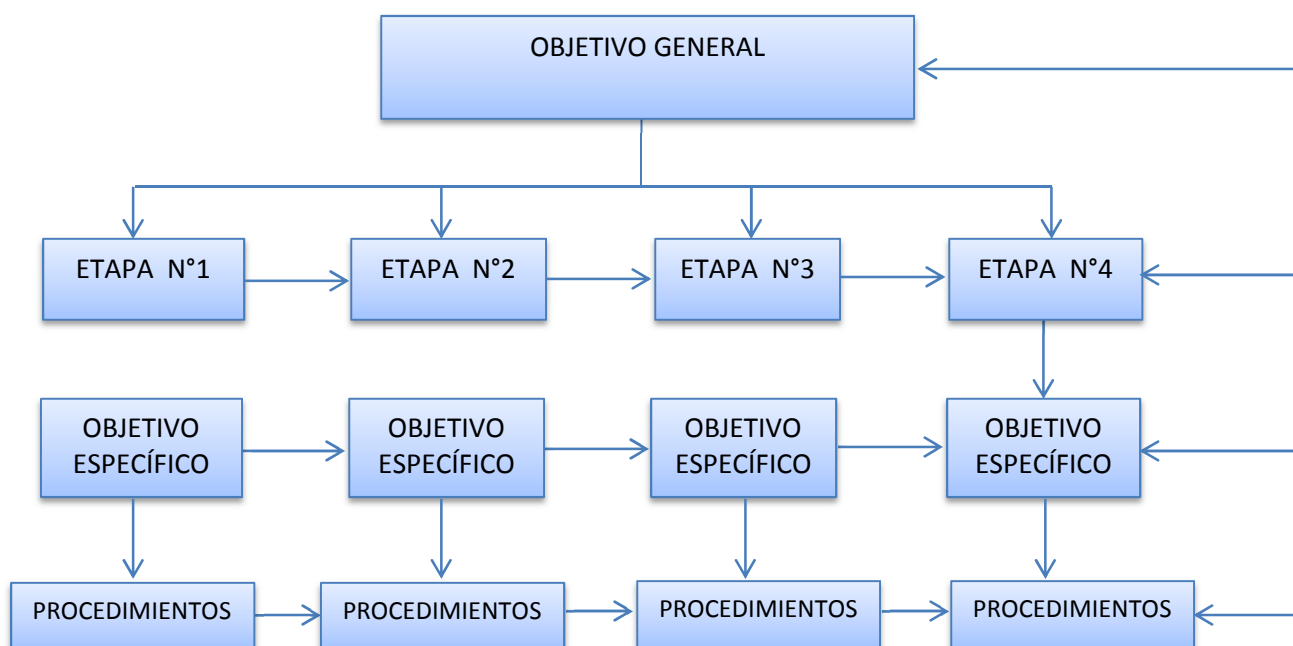 OBJETIVO GENERAL
ETAPA N°1
ETAPA N°2
ETAPA N°3
ETAPA N°4
OBJETIVO
ESPECÍFICO
OBJETIVO
ESPECÍFICO
OBJETIVO
ESPECÍFICO
OBJETIVO
ESPECÍFICO
PROCEDIMIENTOS
PROCEDIMIENTOS
PROCEDIMIENTOS
PROCEDIMIENTOS